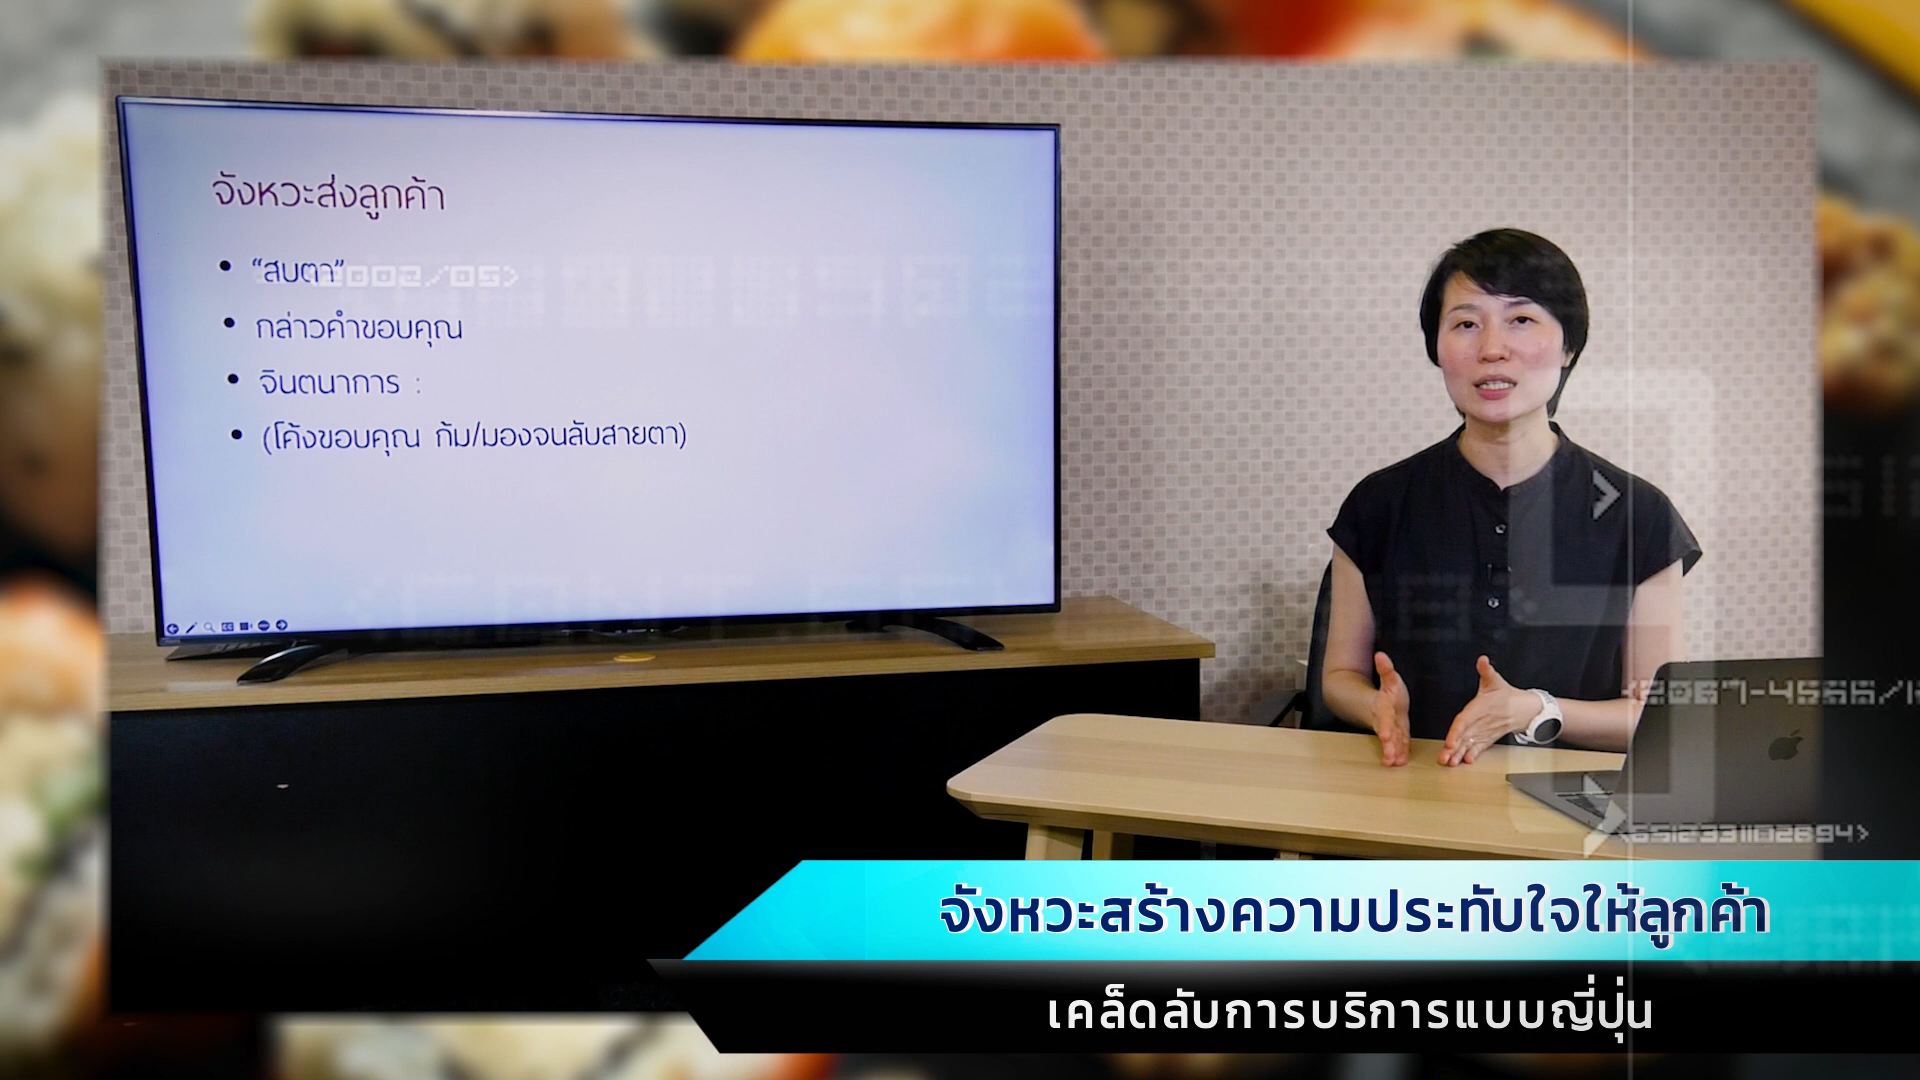 จังหวะส่งลูกค้า
“สบตา”
กล่าวคำขอบคุณ
จินตนาการ :
(โค้งขอบคุณ ก้ม/มองจนลับสายตา)
จังหวะสร้างความประทับใจให้ลูกค้า
เคล็ดลับการบริการแบบญี่ปุ่น